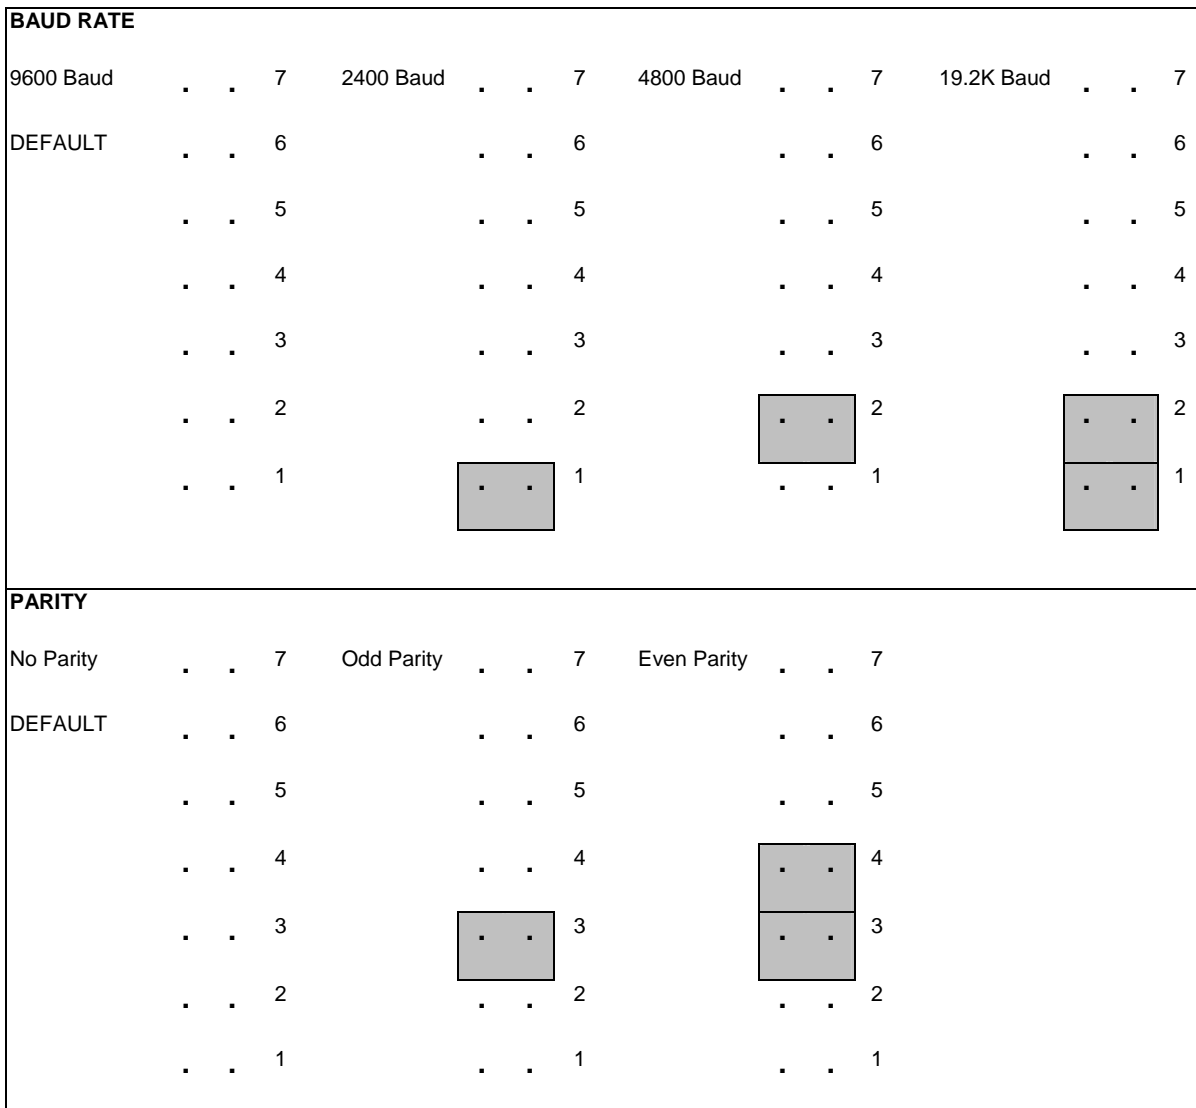 BAUD RATE
9600 Baud . . 7 2400 Baud . . 7 4800 Baud . . 7 19.2K Baud . . 7
DEFAULT . . 6 . . 6 . . 6 . . 6
. . 5 . . 5 . . 5 . . 5
. . 4 . . 4 . . 4 . . 4
. . 3 . . 3 . . 3 . . 3
. . 2 . . 2 . . 2 . . 2
. . 1 . . 1 . . 1 . . 1
PARITY
No Parity . . 7 Odd Parity . . 7 Even Parity . . 7
DEFAULT . . 6 . . 6 . . 6
. . 5 . . 5 . . 5
. . 4 . . 4 . . 4
. . 3 . . 3 . . 3
. . 2 . . 2 . . 2
. . 1 . . 1 . . 1